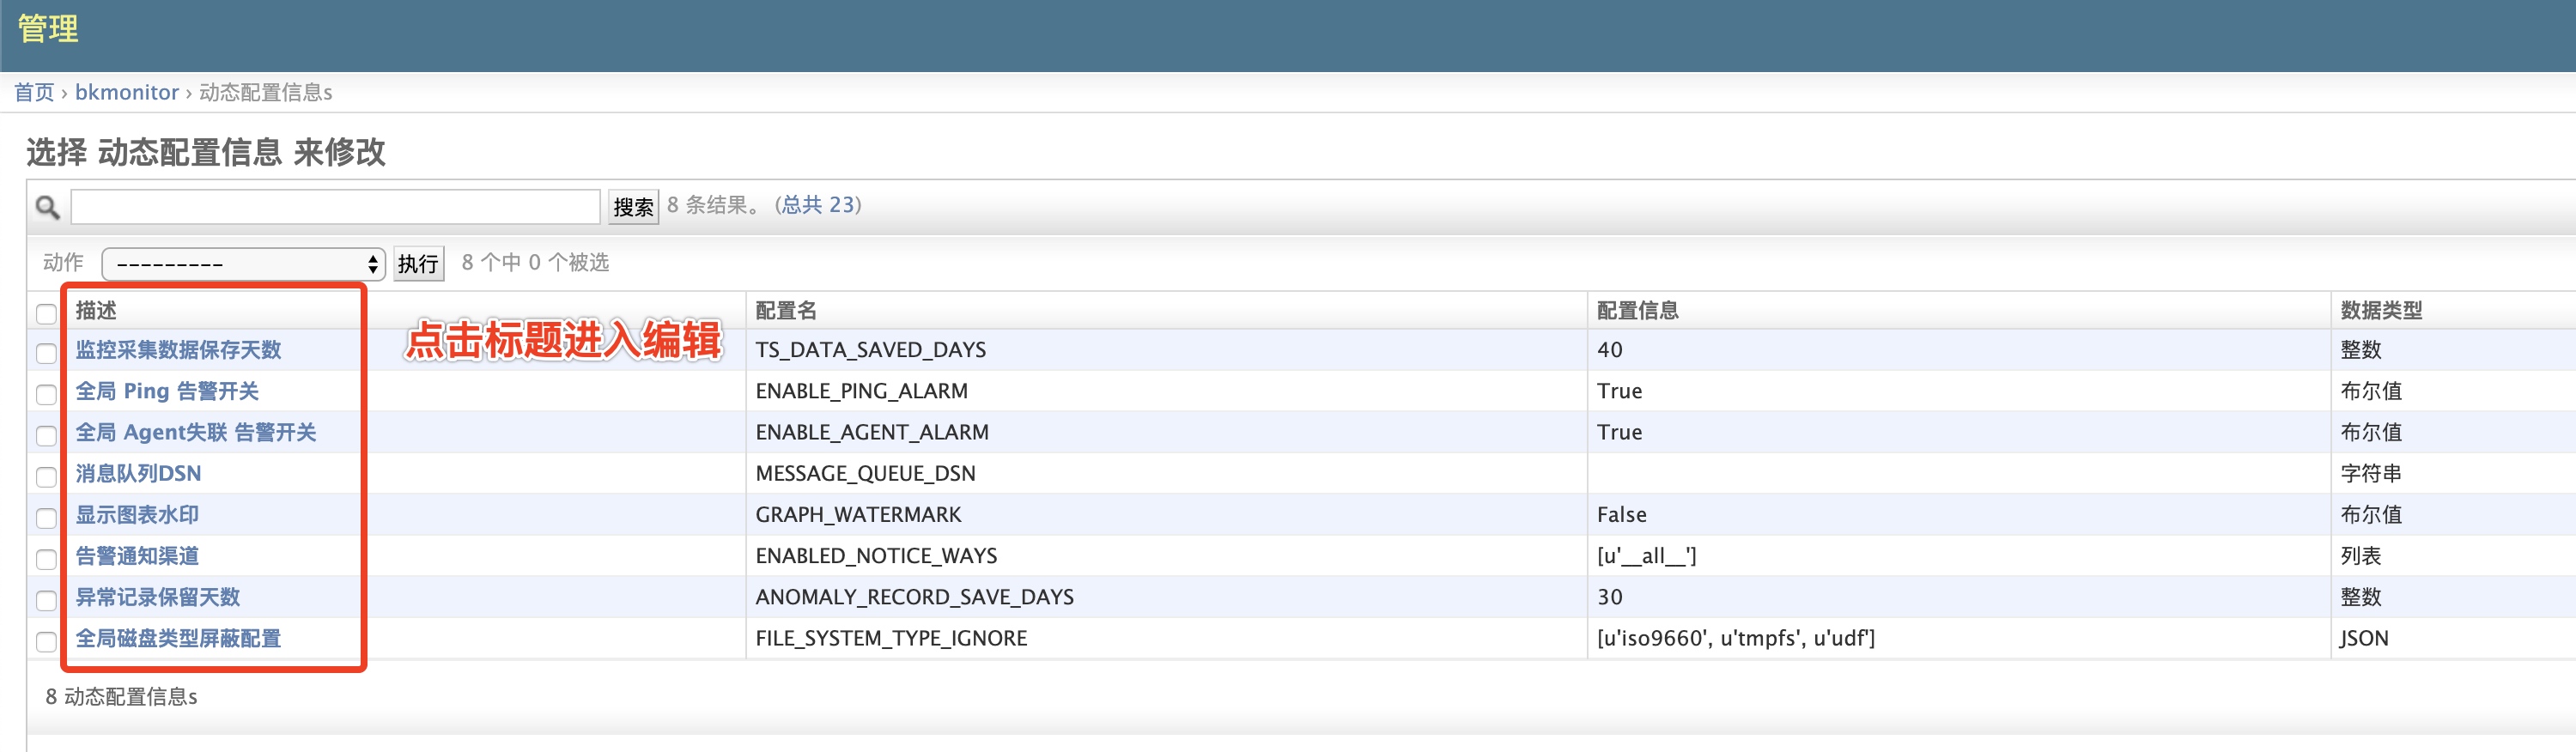 管理
首页 › bkmonitor › 动态配置信息s
选择 动态配置信息 来修改
搜索 8 条结果。 (总共 23)
动作 --------- 执行 8 个中 0 个被选
描述 配置名 配置信息 数据类型
点击标题进入编辑
监控采集数据保存天数 TS_DATA_SAVED_DAYS 40 整数
全局 Ping 告警开关 ENABLE_PING_ALARM True 布尔值
全局 Agent失联 告警开关 ENABLE_AGENT_ALARM True 布尔值
消息队列DSN MESSAGE_QUEUE_DSN 字符串
显示图表水印 GRAPH_WATERMARK False 布尔值
告警通知渠道 ENABLED_NOTICE_WAYS [u'__all__'] 列表
异常记录保留天数 ANOMALY_RECORD_SAVE_DAYS 30 整数
全局磁盘类型屏蔽配置 FILE_SYSTEM_TYPE_IGNORE [u'iso9660', u'tmpfs', u'udf'] JSON
8 动态配置信息s